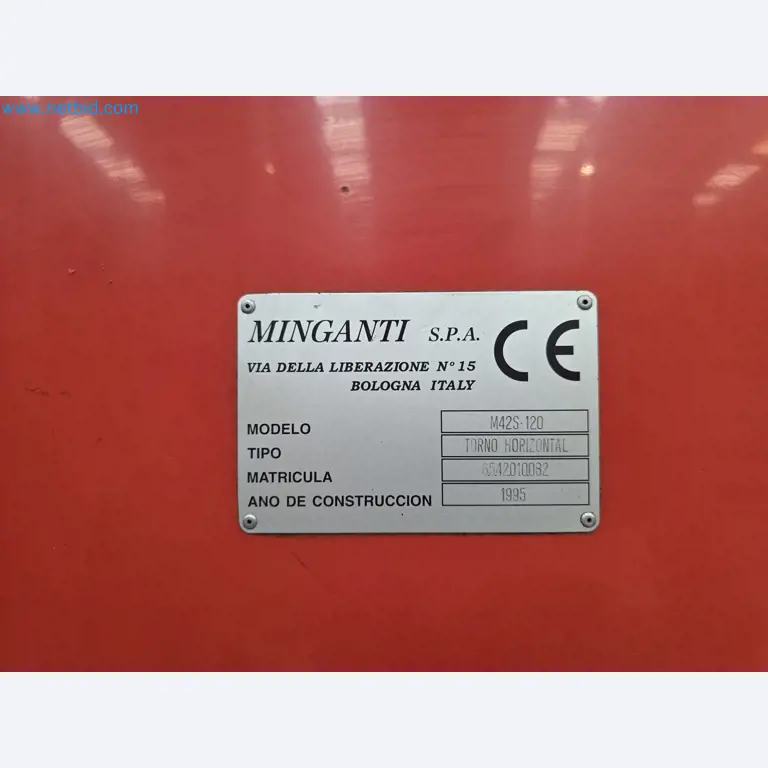 www.netbid.com
MINGANTI S.P.A.
VIA DELLA LIBERAZIONE Nº 15
BOLOGNA ITALY
CE
MODELO M42S-120
TIPO TORNO HORIZONTAL
MATRICULA
ANO DE CONSTRUCCION 1995